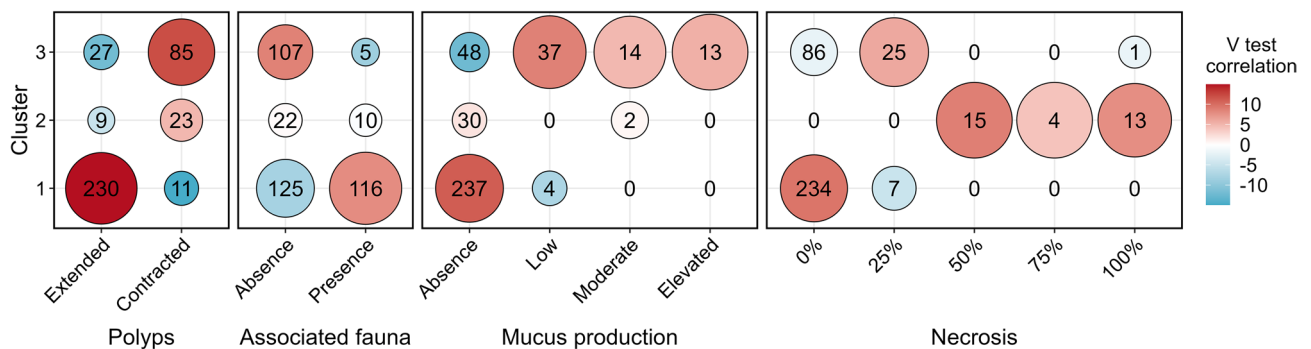 V test
correlation
10
5
0
-5
-10
Cluster
3 27 85 107 5 48 37 14 13 86 25 0 0 1
2 9 23 22 10 30 0 2 0 0 0 15 4 13
1 230 11 125 116 237 4 0 0 234 7 0 0 0
Extended Contracted Absence Presence Absence Low Moderate Elevated 0% 25% 50% 75% 100%
Polyps Associated fauna Mucus production Necrosis